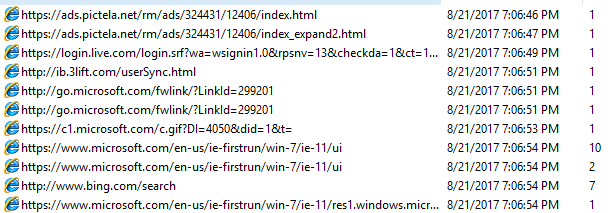 https://ads.pictela.net/rm/ads/324431/12406/index.html 8/21/2017 7:06:46 PM 1
https://ads.pictela.net/rm/ads/324431/12406/index_expand2.html 8/21/2017 7:06:47 PM 1
https://login.live.com/login.srf?wa=wsignin1.0&rpsnv=13&checkda=1&ct=1... 8/21/2017 7:06:49 PM 1
http://ib.3lift.com/userSync.html 8/21/2017 7:06:51 PM 1
http://go.microsoft.com/fwlink/?LinkId=299201 8/21/2017 7:06:51 PM 1
http://go.microsoft.com/fwlink/?LinkId=299201 8/21/2017 7:06:51 PM 1
https://c1.microsoft.com/c.gif?DI=4050&did=1&t= 8/21/2017 7:06:53 PM 1
https://www.microsoft.com/en-us/ie-firstrun/win-7/ie-11/ui 8/21/2017 7:06:54 PM 10
https://www.microsoft.com/en-us/ie-firstrun/win-7/ie-11/ui 8/21/2017 7:06:54 PM 2
http://www.bing.com/search 8/21/2017 7:06:54 PM 7
https://www.microsoft.com/en-us/ie-firstrun/win-7/ie-11/res1.windows.micr... 8/21/2017 7:06:54 PM 1